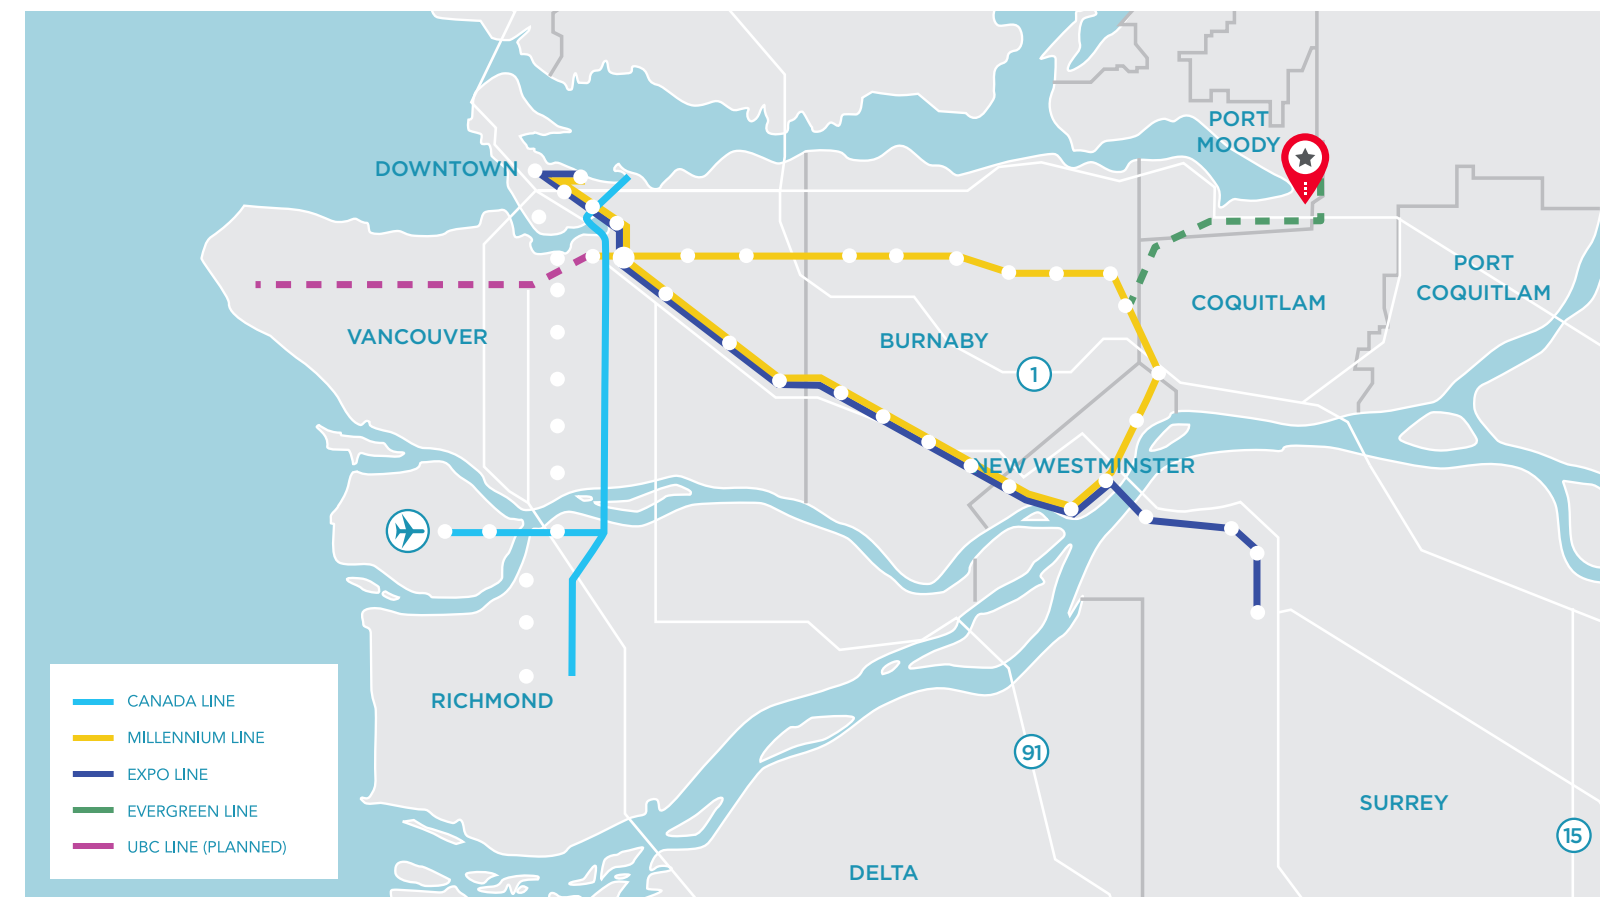 PORT
MOODY
DOWNTOWN
PORT
COQUITLAM
COQUITLAM
VANCOUVER
BURNABY
1
NEW WESTMINSTER
RICHMOND
CANADA LINE
MILLENNIUM LINE
EXPO LINE
EVERGREEN LINE
UBC LINE (PLANNED)
91
SURREY
15
DELTA